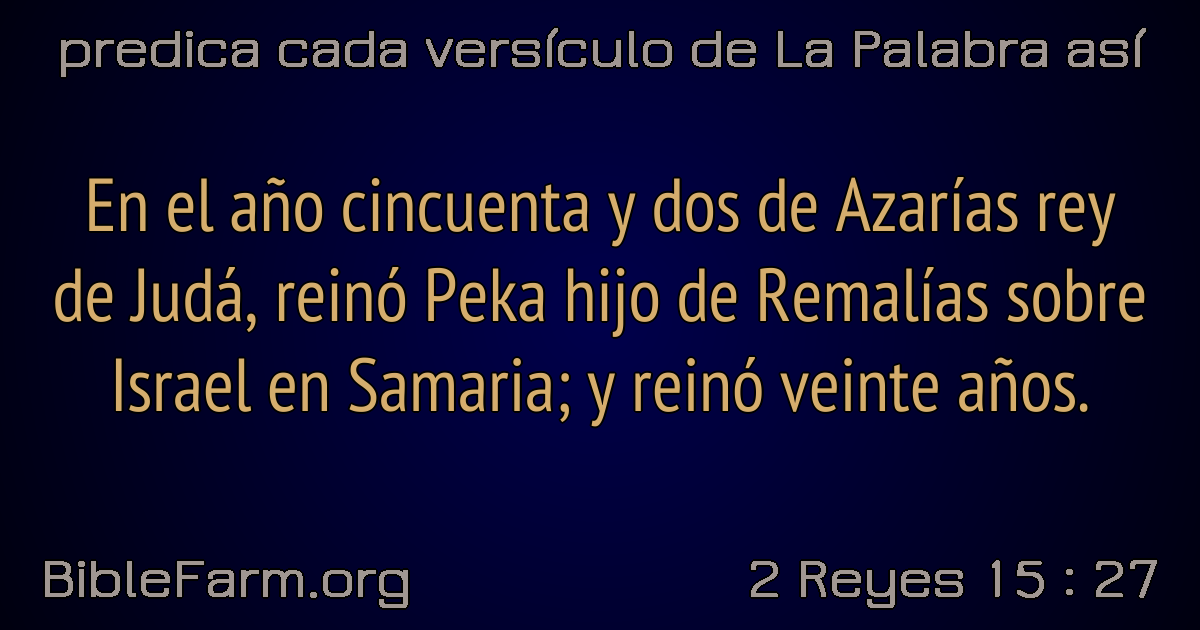 predica cada versículo de La Palabra así
En el año cincuenta y dos de Azarías rey
de Judá, reinó Peka hijo de Remalías sobre
Israel en Samaria; y reinó veinte años.
BibleFarm.org
2 Reyes 15 : 27